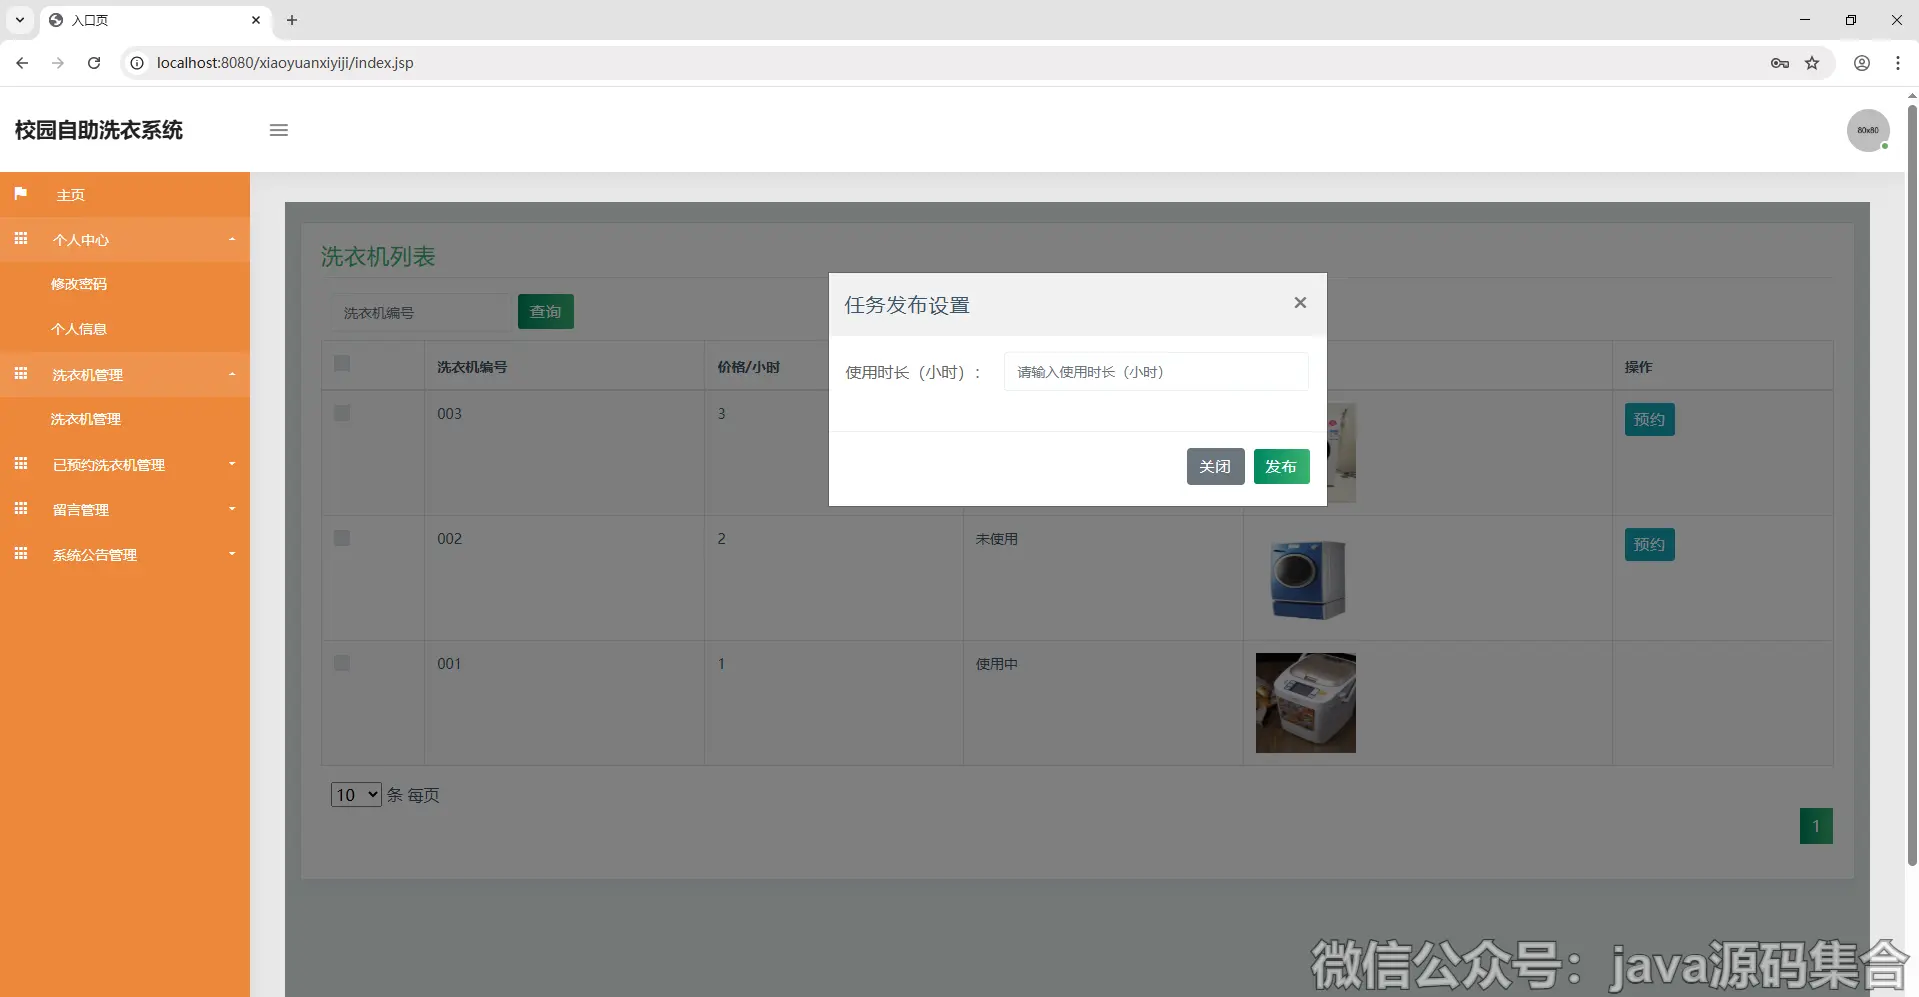 入口页
localhost:8080/xiaoyuanxiyiji/index.jsp
校园自助洗衣系统
80x80
主页
个人中心
修改密码
个人信息
洗衣机管理
洗衣机管理
已预约洗衣机管理
留言管理
系统公告管理
洗衣机列表
洗衣机编号
查询
任务发布设置
使用时长（小时）：
请输入使用时长（小时）
关闭
发布
洗衣机编号 价格/小时 操作
003 3 预约
002 2 未使用 预约
001 1 使用中
10 条 每页
1
微信公众号：java源码集合